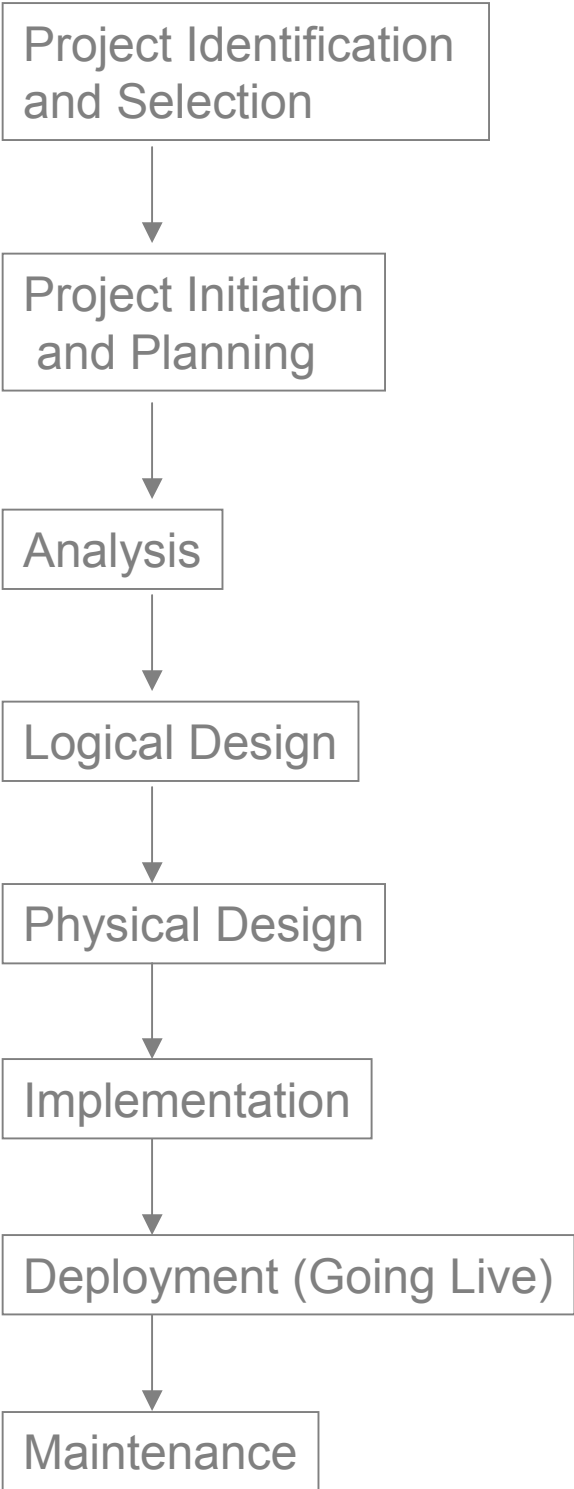 Project Identification
and Selection
Project Initiation
and Planning
Analysis
Logical Design
Physical Design
Implementation
Deployment (Going Live)
Maintenance